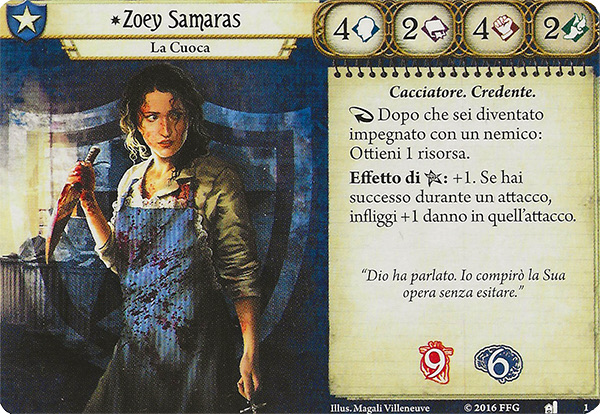 Zoey Samaras
La Cuoca
4 2 4 2
Cacciatore. Credente.
Dopo che sei diventato
impegnato con un nemico:
Ottieni 1 risorsa.
Effetto di : +1. Se hai
successo durante un attacco,
infliggi +1 danno in quell'attacco.
“Dio ha parlato. Io compirò la Sua
opera senza esitare.”
9 6
Illus. Magali Villeneuve © 2016 FFG 1